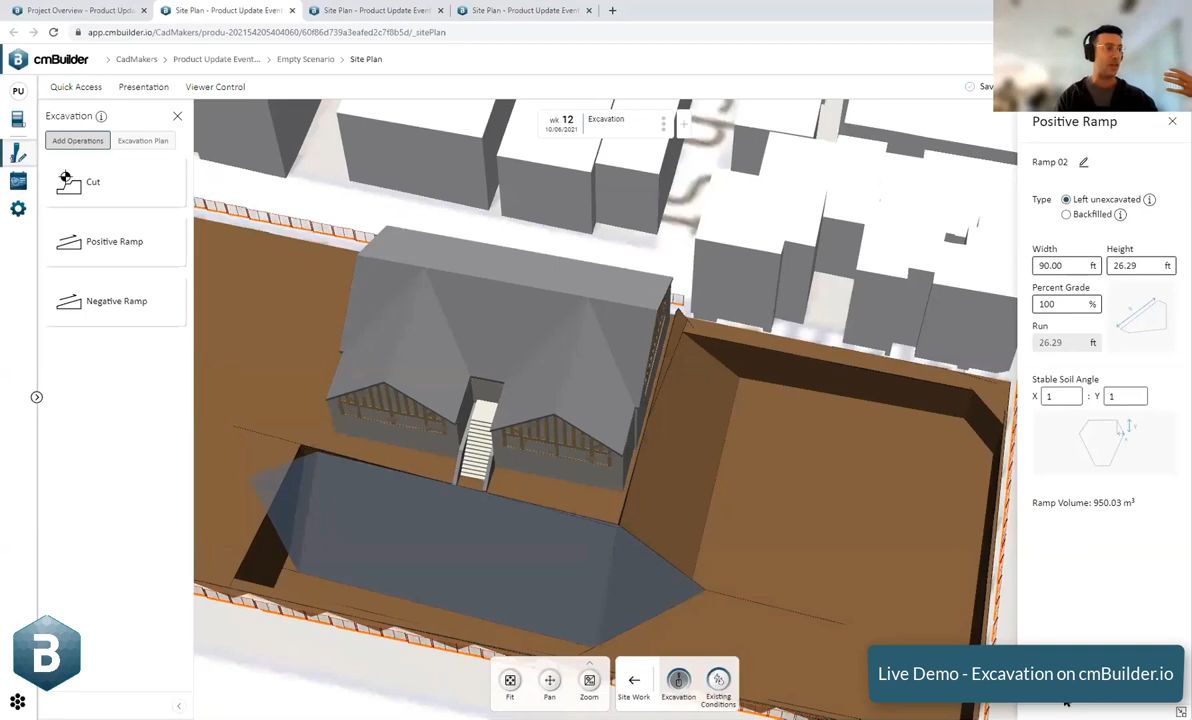 Project Overview - Product Upda
Site Plan - Product Update Event
Site Plan - Product Update Event
Site Plan - Product Update Event
app.cmbuilder.io/CadMakers/produ-202154205404060/60f86d739a3eafed2c7f8b5d/_sitePlan
cmBuilder
CadMakers
Product Update Event...
Empty Scenario
Site Plan
PU
Quick Access
Presentation
Viewer Control
Excavation
Add Operations
Excavation Plan
Cut
Positive Ramp
Negative Ramp
wk 12
10/06/2021
Excavation
Positive Ramp
Ramp 02
Type
Left unexcavated
Backfilled
Width
Height
90.00 ft
26.29 ft
Percent Grade
100 %
Run
26.29 ft
Stable Soil Angle
X 1 : Y 1
Ramp Volume: 950.03 m³
Fit
Pan
Zoom
Site Work
Excavation
Existing
Conditions
B
Live Demo - Excavation on cmBuilder.io